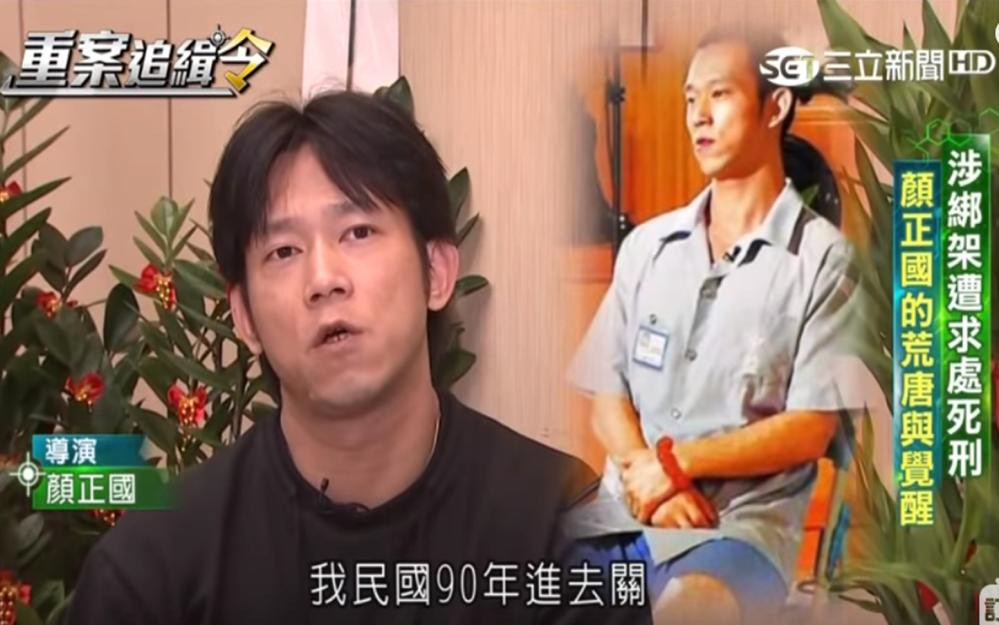 重案追緝令
SET三立新聞HD
涉綁架遭求處死刑
顏正國的荒唐與覺醒
導演
顏正國
我民國90年進去關